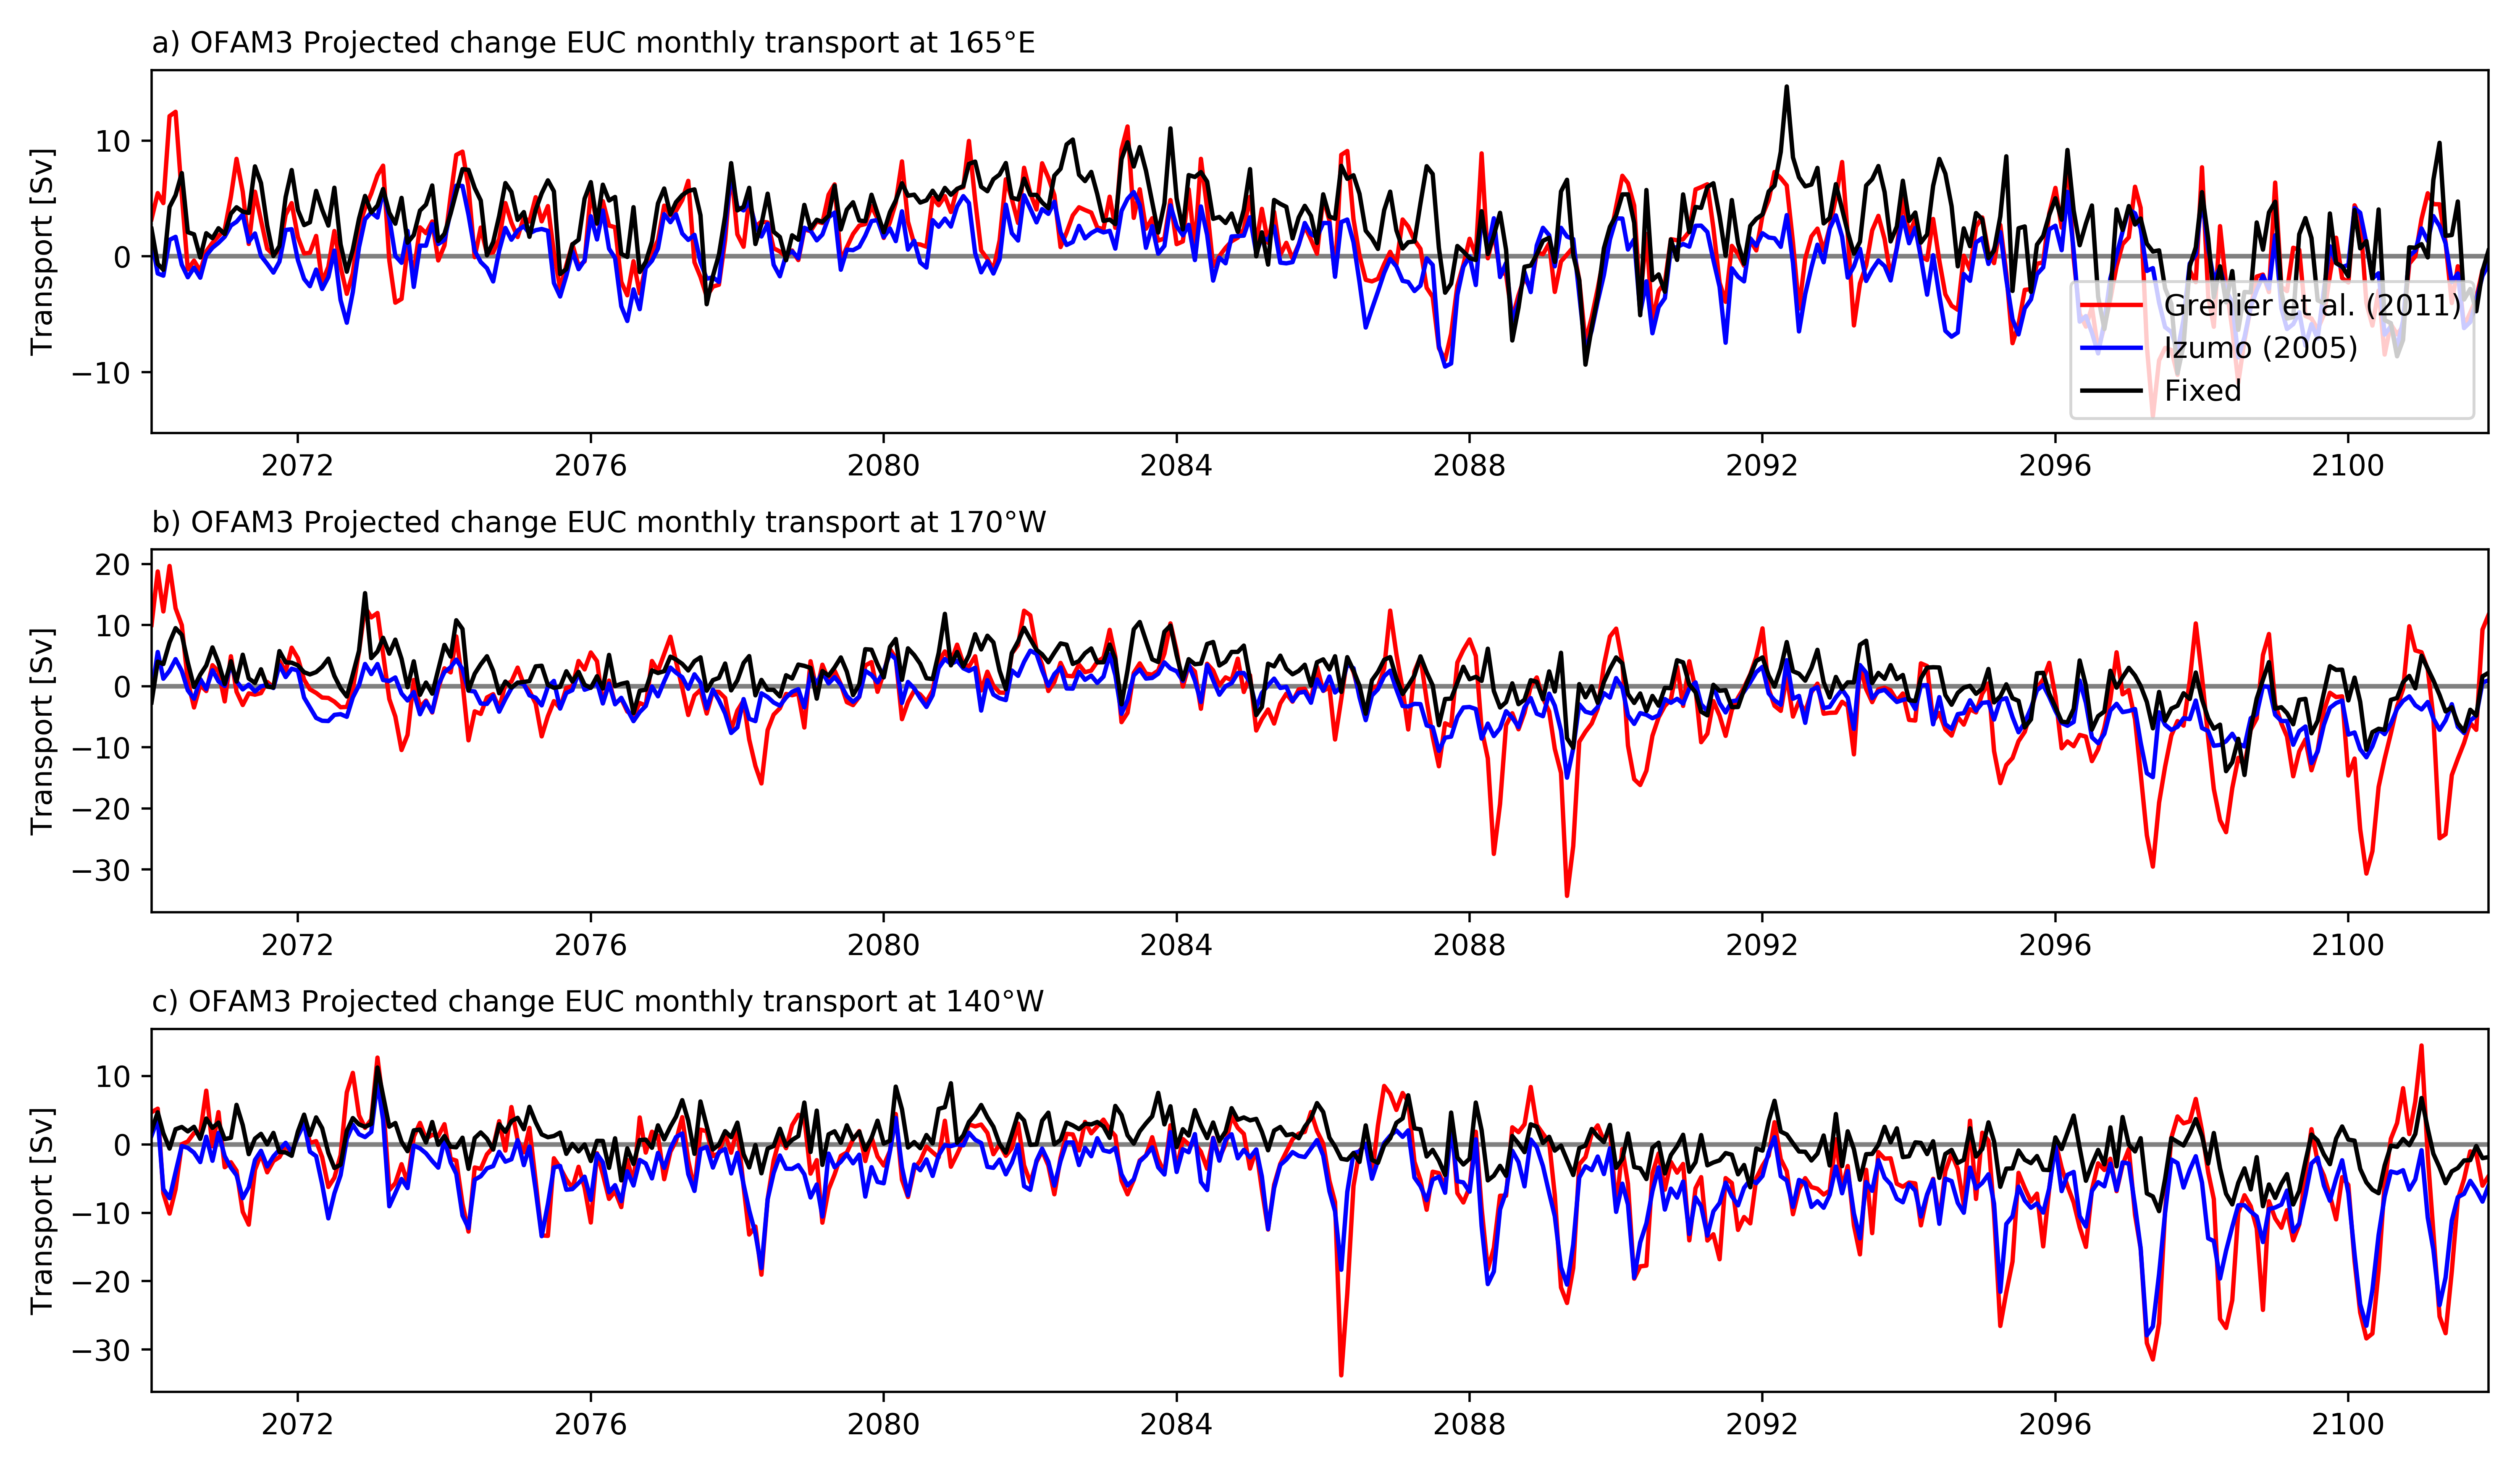 a) OFAM3 Projected change EUC monthly transport at 165°E
Transport [Sv]
10
0
−10
Grenier et al. (2011)
Izumo (2005)
Fixed
2072 2076 2080 2084 2088 2092 2096 2100
b) OFAM3 Projected change EUC monthly transport at 170°W
Transport [Sv]
20
10
0
−10
−20
−30
2072 2076 2080 2084 2088 2092 2096 2100
c) OFAM3 Projected change EUC monthly transport at 140°W
Transport [Sv]
10
0
−10
−20
−30
2072 2076 2080 2084 2088 2092 2096 2100